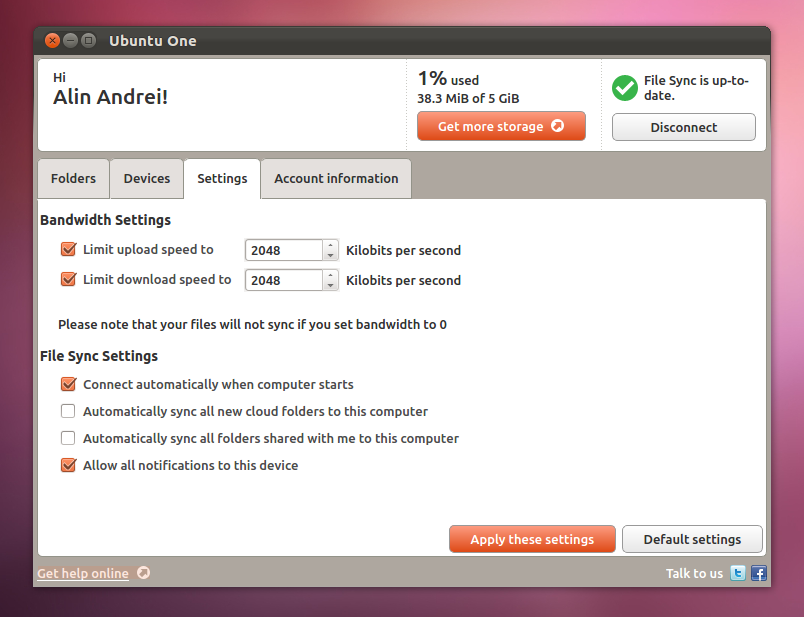 Ubuntu One
Hi
Alin Andrei!
1% used
38.3 MiB of 5 GiB
Get more storage
File Sync is up-to-
date.
Disconnect
Folders
Devices
Settings
Account information
Bandwidth Settings
Limit upload speed to 2048 Kilobits per second
Limit download speed to 2048 Kilobits per second
Please note that your files will not sync if you set bandwidth to 0
File Sync Settings
Connect automatically when computer starts
Automatically sync all new cloud folders to this computer
Automatically sync all folders shared with me to this computer
Allow all notifications to this device
Apply these settings
Default settings
Get help online
Talk to us